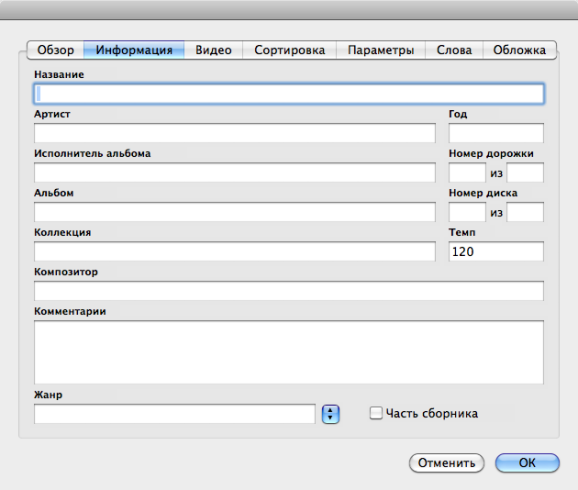 Обзор Информация Видео Сортировка Параметры Слова Обложка
Название
Артист Год
Исполнитель альбома Номер дорожки
из
Альбом Номер диска
из
Коллекция Темп
120
Композитор
Комментарии
Жанр
Часть сборника
Отменить OK